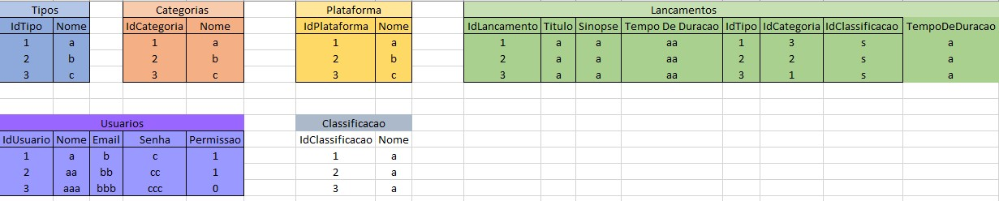 Tipos Categorias Plataforma Lancamentos
IdTipo Nome IdCategoria Nome IdPlataforma Nome IdLancamento Titulo Sinopse Tempo De Duracao IdTipo IdCategoria IdClassificacao TempoDeDuracao
1 a 1 a 1 a 1 a a aa 1 3 s a
2 b 2 b 2 b 2 a a aa 2 2 s a
3 c 3 c 3 c 3 a a aa 3 1 s a
Usuarios Classificacao
IdUsuario Nome Email Senha Permissao IdClassificacao Nome
1 a b c 1 1 a
2 aa bb cc 1 2 a
3 aaa bbb ccc 0 3 a